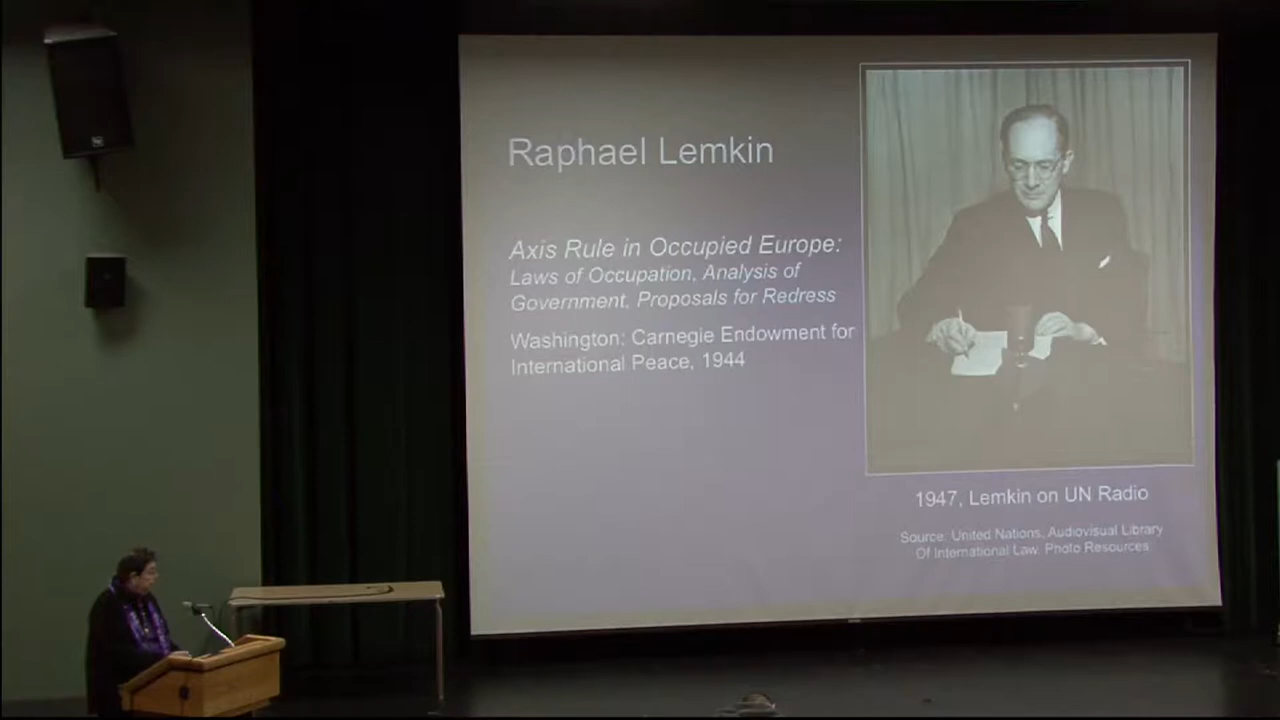 Raphael Lemkin
Axis Rule in Occupied Europe:
Laws of Occupation, Analysis of
Government, Proposals for Redress
Washington: Carnegie Endowment for
International Peace, 1944
1947, Lemkin on UN Radio
Source: United Nations, Audiovisual Library
Of International Law. Photo Resources